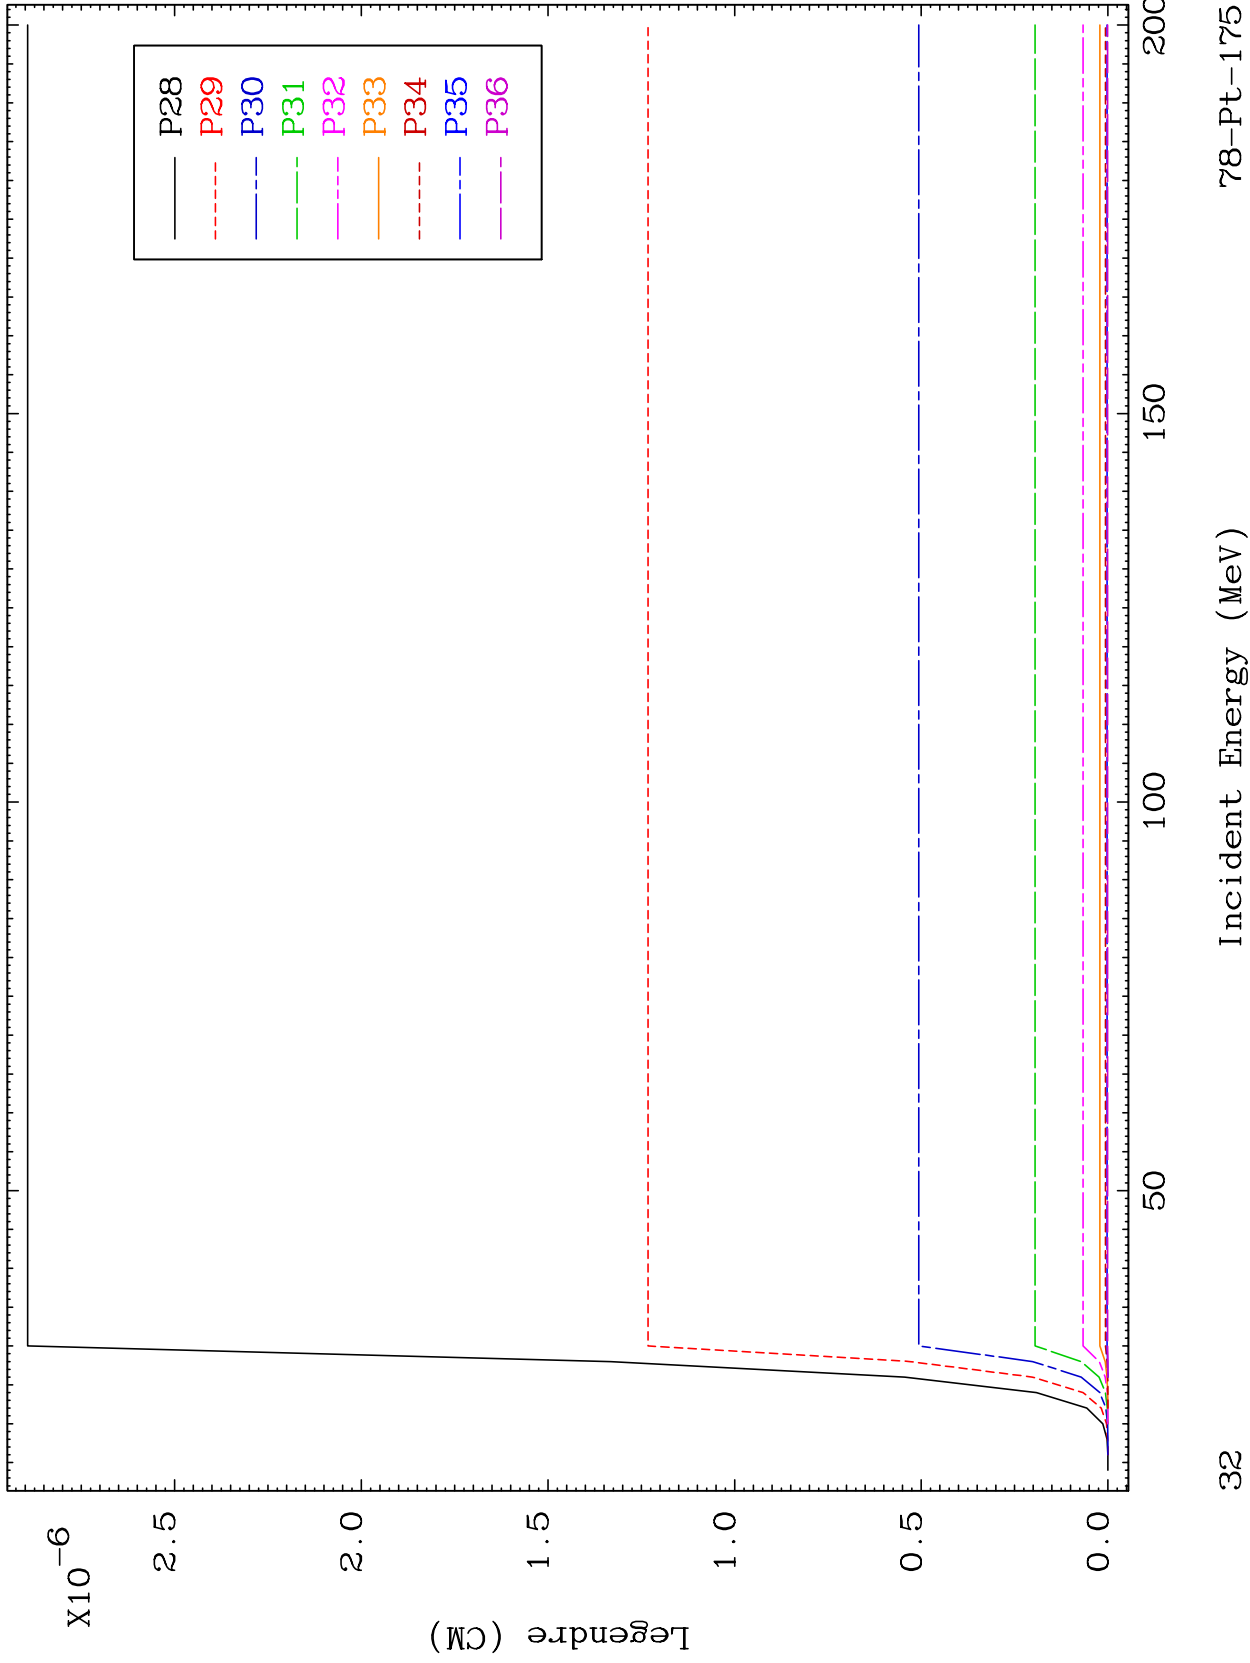 X10-6
2.5
2.0
1.5
1.0
0.5
0.0
Legendre (CM)
P28
P29
P30
P31
P32
P33
P34
P35
P36
50
100
150
200
32
Incident Energy (MeV)
78-Pt-175